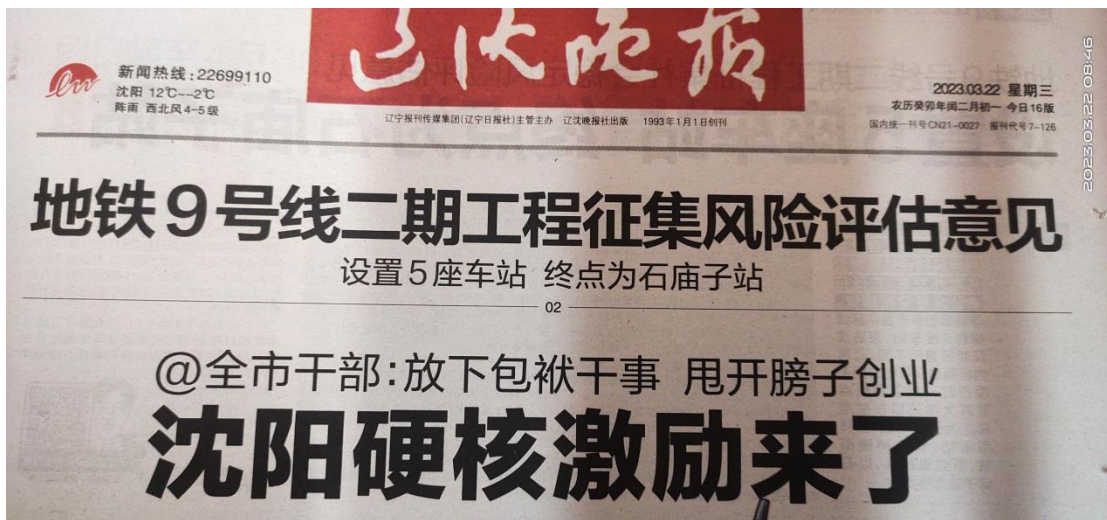 辽沈晚报
新闻热线:22699110
沈阳 12℃—-2℃
阵雨 西北风4-5级
辽宁报刊传媒集团(辽宁日报社)主管主办 辽沈晚报社出版 1993年1月1日创刊
2023.03.22 星期三
农历癸卯年闰二月初一 今日16版
国内统一刊号CN21-0027 报刊代号7-126
2023.03.22 08:46
地铁9号线二期工程征集风险评估意见
设置5座车站 终点为石庙子站
02
@全市干部:放下包袱干事 甩开膀子创业
沈阳硬核激励来了